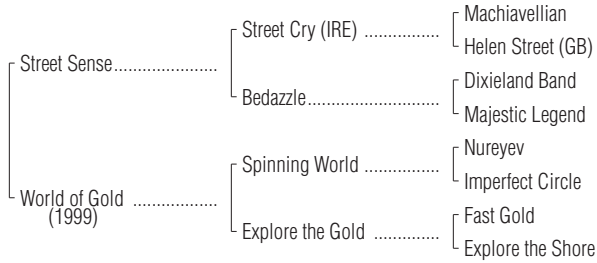 Machiavellian
Street Cry (IRE) ................
Helen Street (GB)
Street Sense......................
Dixieland Band
Bedazzle............................
Majestic Legend
Nureyev
Spinning World ................
Imperfect Circle
World of Gold ..................
(1999)
Fast Gold
Explore the Gold ..............
Explore the Shore